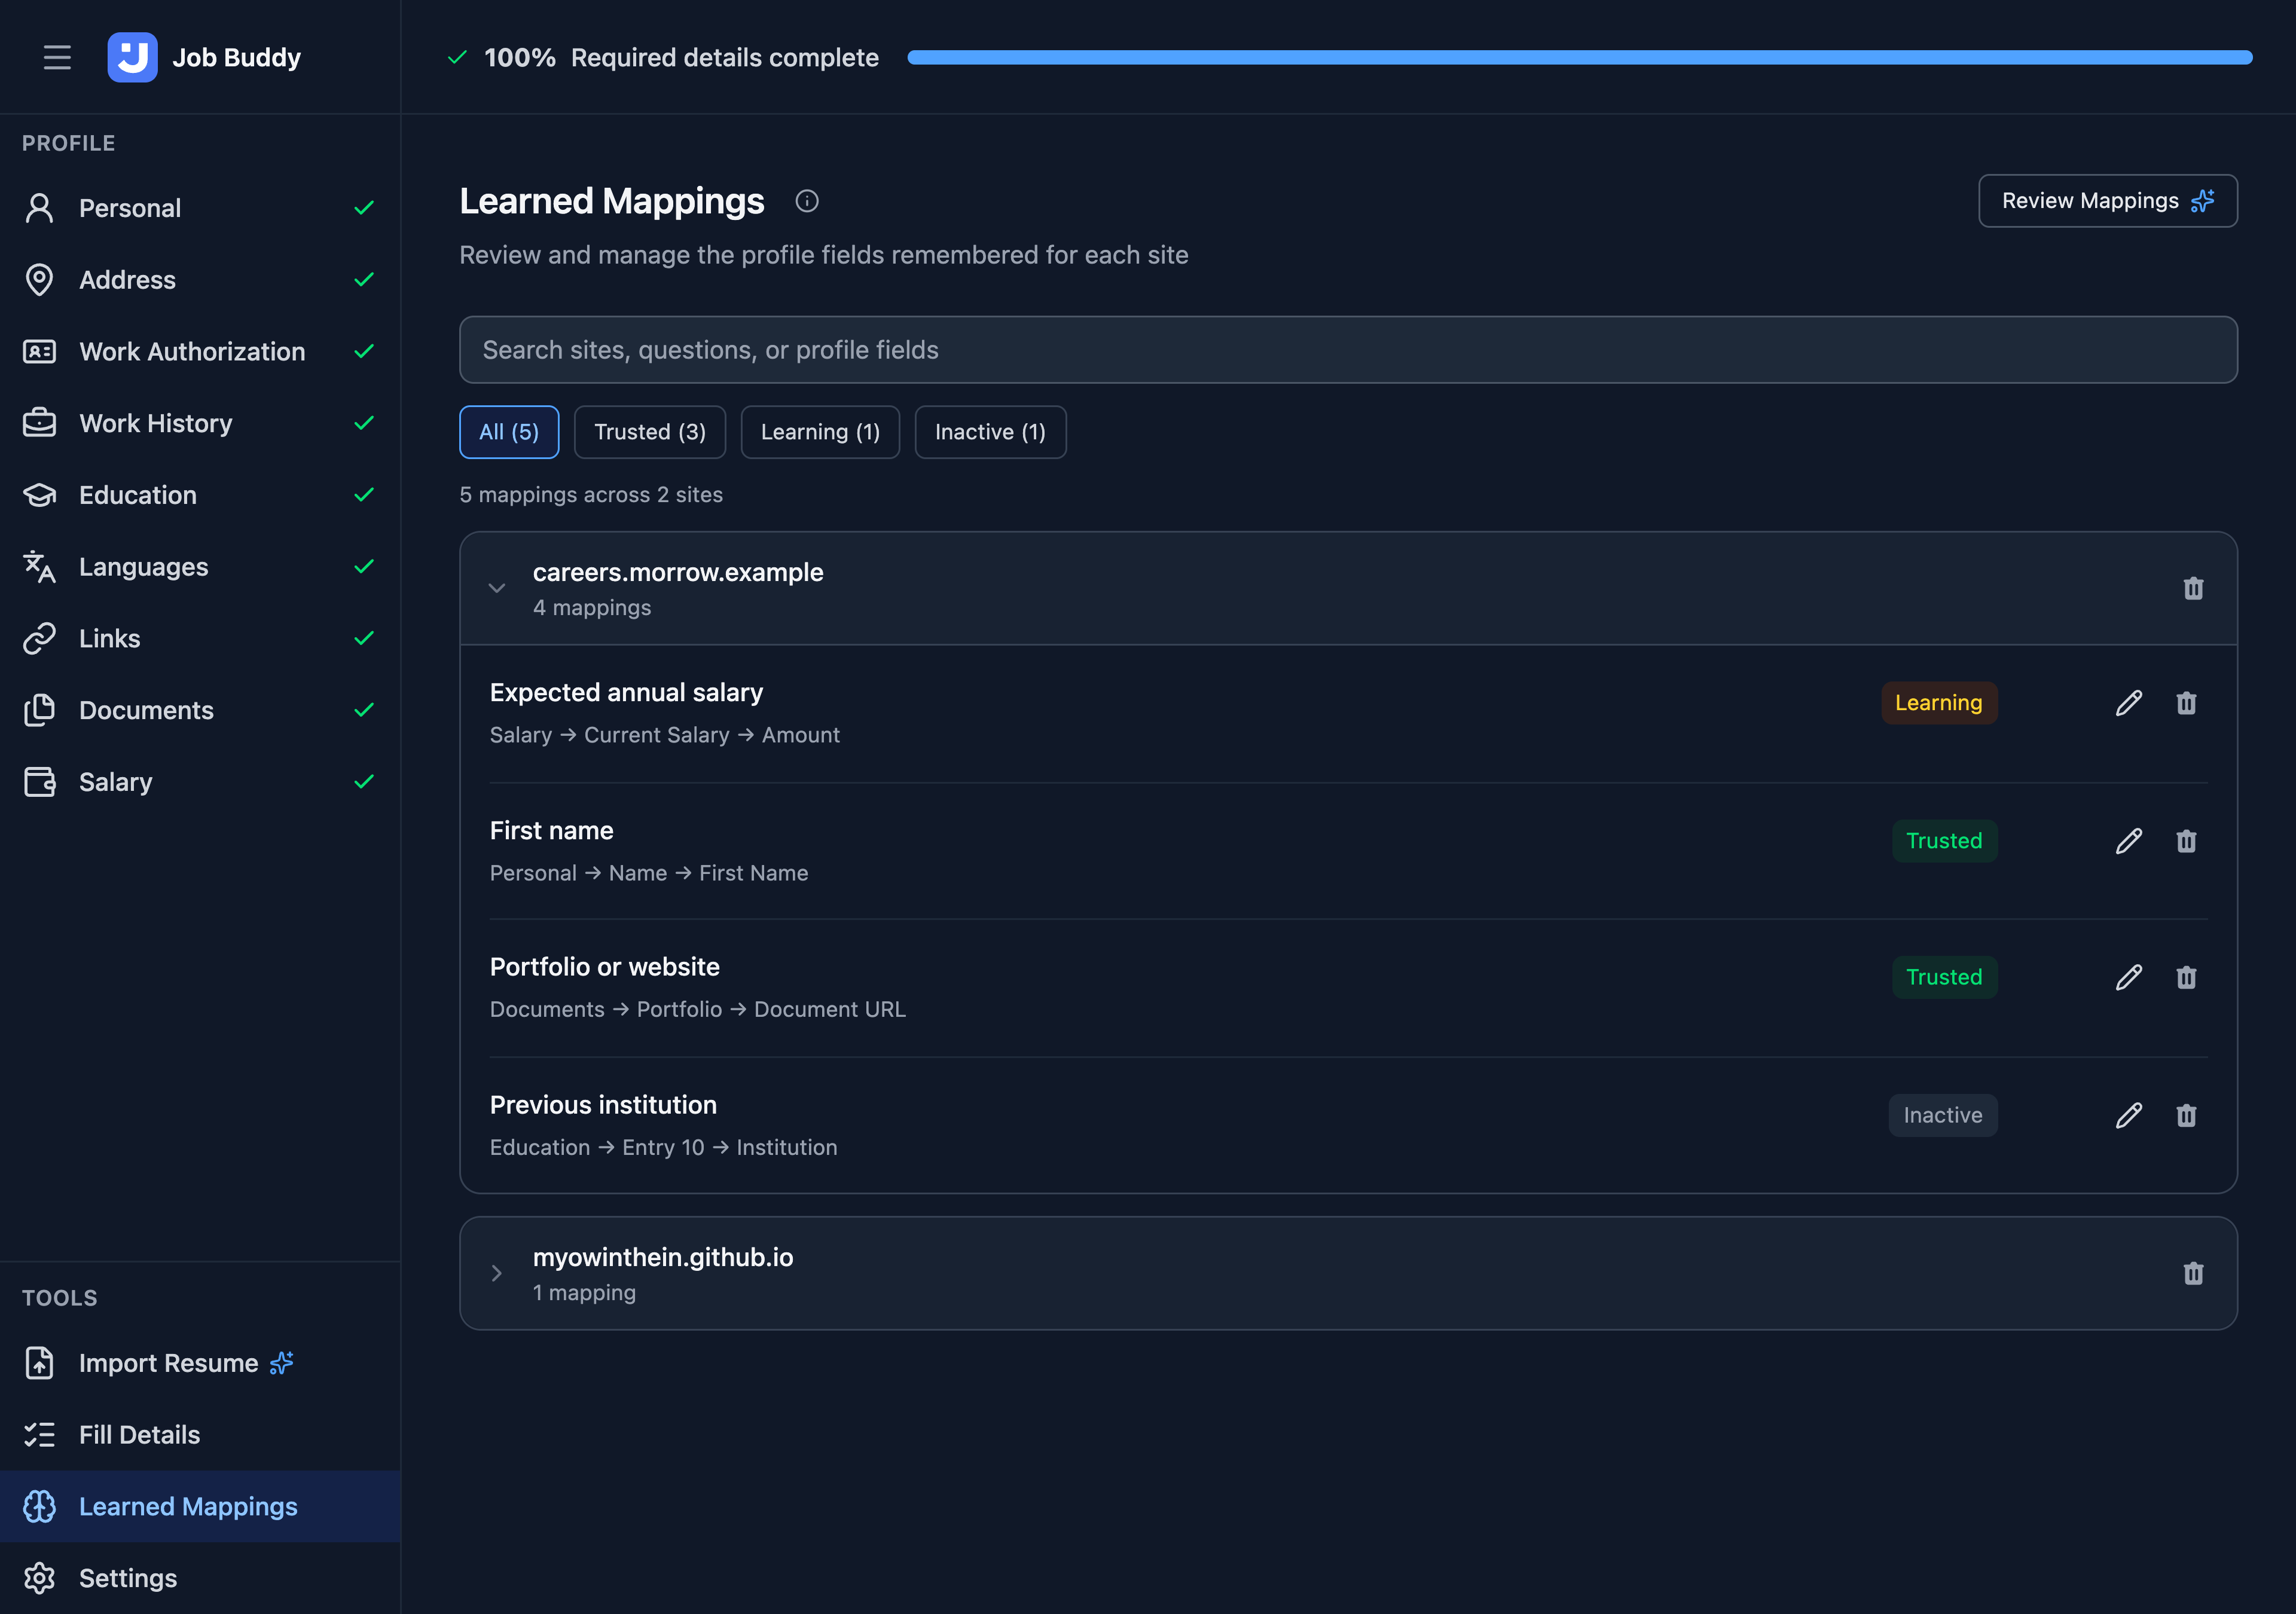 Job Buddy
100% Required details complete
PROFILE
Personal
Address
Work Authorization
Work History
Education
Languages
Links
Documents
Salary
TOOLS
Import Resume
Fill Details
Learned Mappings
Settings
Learned Mappings
Review Mappings
Review and manage the profile fields remembered for each site
Search sites, questions, or profile fields
All (5) Trusted (3) Learning (1) Inactive (1)
5 mappings across 2 sites
careers.morrow.example
4 mappings
Expected annual salary
Learning
Salary → Current Salary → Amount
First name
Trusted
Personal → Name → First Name
Portfolio or website
Trusted
Documents → Portfolio → Document URL
Previous institution
Inactive
Education → Entry 10 → Institution
myowinthein.github.io
1 mapping